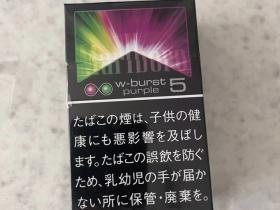 Marlboro
w-burst 5
purple
たばこの煙は、子供の健
康にも悪影響を及ぼし
ます。たばこの誤飲を防ぐ
ため、乳幼児の手が届か
ない所に保管・廃棄を。